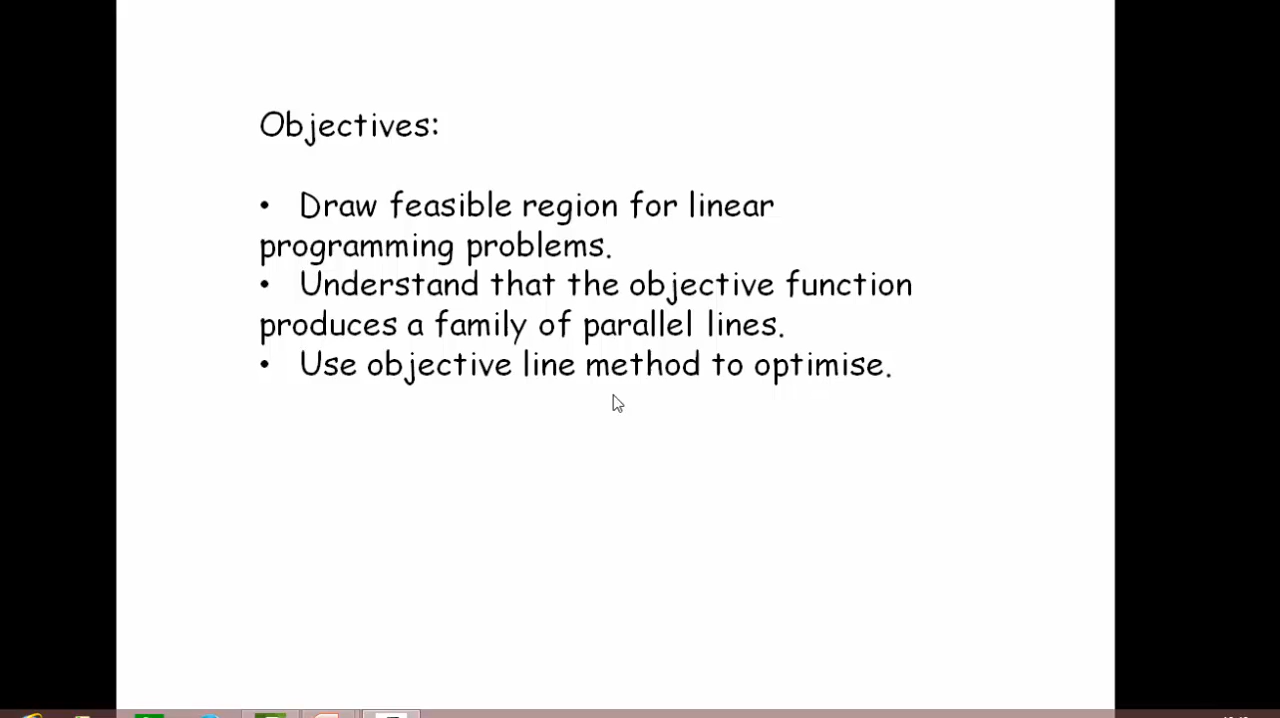 Objectives:
• Draw feasible region for linear
programming problems.
• Understand that the objective function
produces a family of parallel lines.
• Use objective line method to optimise.